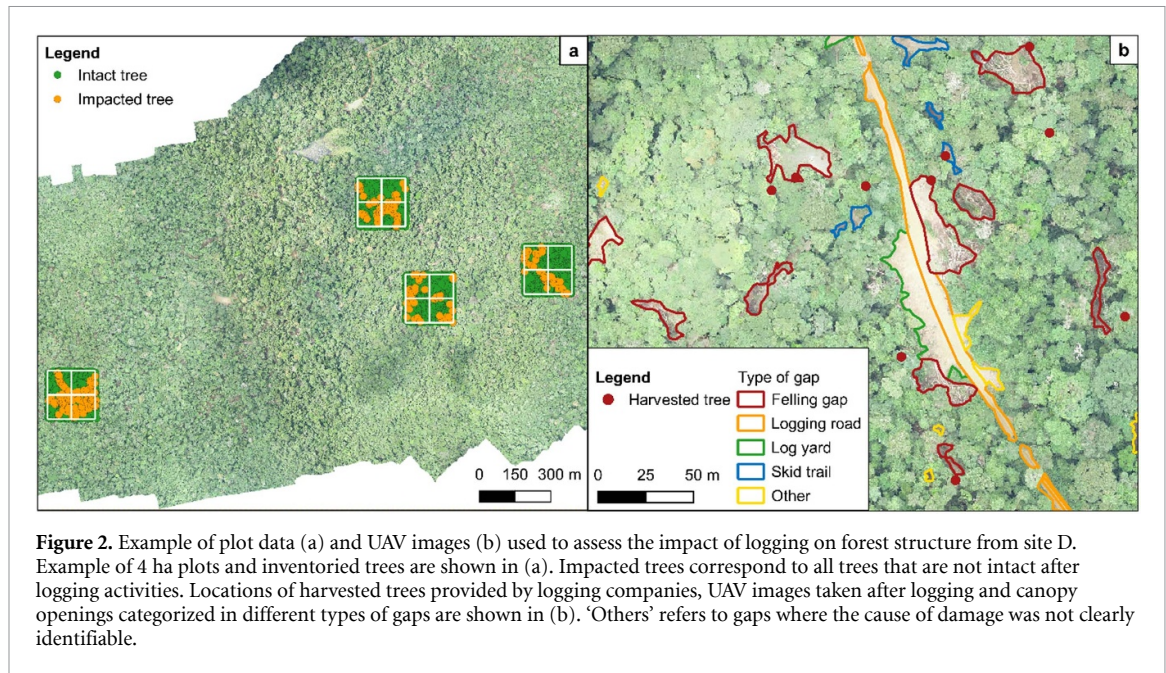 a
Legend
Intact tree
Impacted tree
0 150 300 m
b
Legend
Harvested tree
0 25 50 m
Type of gap
Felling gap
Logging road
Log yard
Skid trail
Other
Figure 2. Example of plot data (a) and UAV images (b) used to assess the impact of logging on forest structure from site D.
Example of 4 ha plots and inventoried trees are shown in (a). Impacted trees correspond to all trees that are not intact after
logging activities. Locations of harvested trees provided by logging companies, UAV images taken after logging and canopy
openings categorized in different types of gaps are shown in (b). ‘Others’ refers to gaps where the cause of damage was not clearly
identifiable.